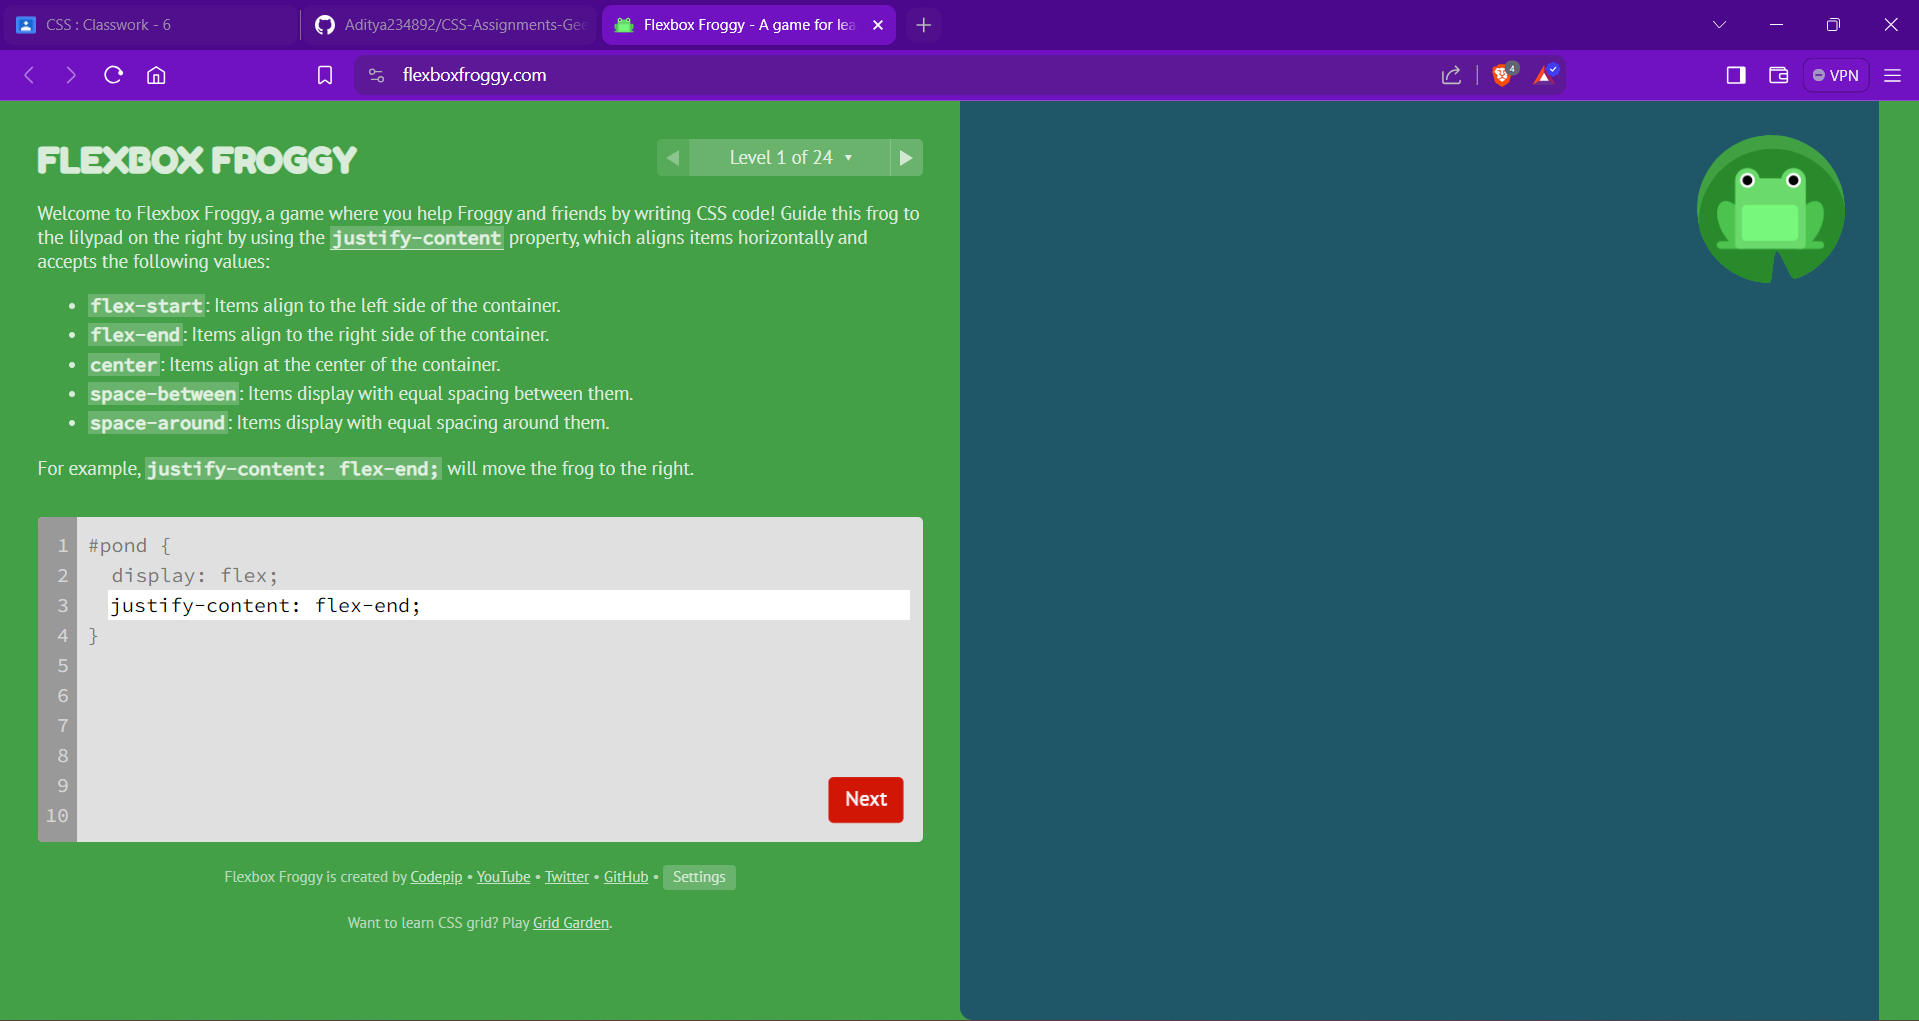 CSS : Classwork - 6
Aditya234892/CSS-Assignments-Gee
Flexbox Froggy - A game for lea
flexboxfroggy.com
4
VPN
FLEXBOX FROGGY
Level 1 of 24
Welcome to Flexbox Froggy, a game where you help Froggy and friends by writing CSS code! Guide this frog to
the lilypad on the right by using the justify-content property, which aligns items horizontally and
accepts the following values:
• flex-start: Items align to the left side of the container.
• flex-end: Items align to the right side of the container.
• center: Items align at the center of the container.
• space-between: Items display with equal spacing between them.
• space-around: Items display with equal spacing around them.
For example, justify-content: flex-end; will move the frog to the right.
1 #pond {
2 display: flex;
3 justify-content: flex-end;
4 }
5
6
7
8
9
10
Next
Flexbox Froggy is created by Codepip • YouTube • Twitter • GitHub • Settings
Want to learn CSS grid? Play Grid Garden.